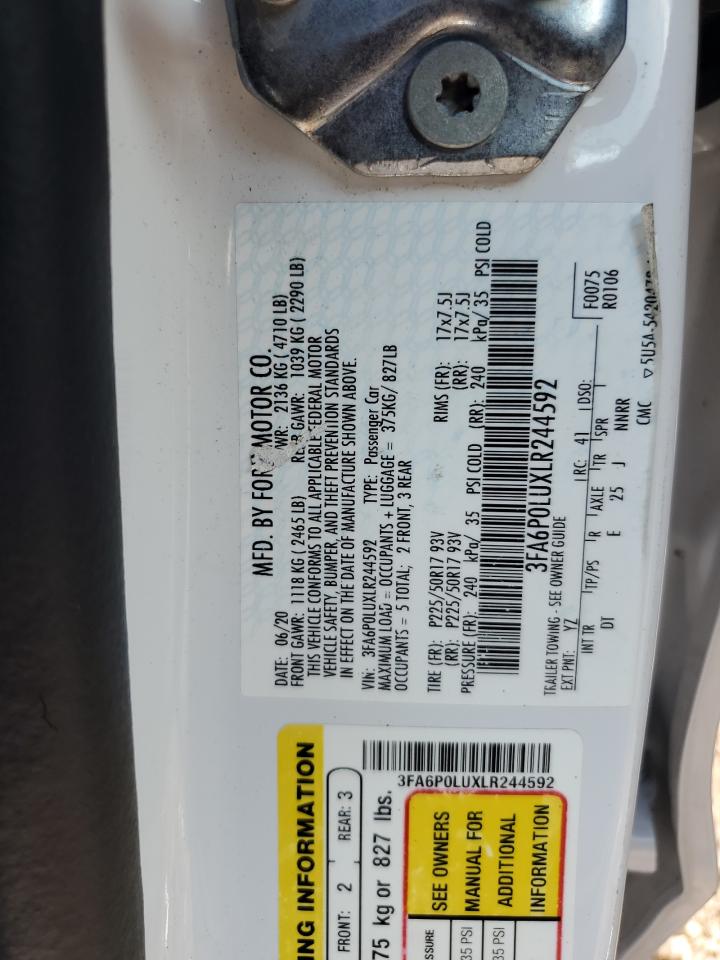 MFD. BY FORD MOTOR CO.
DATE: 06/20 WR: 2136 KG ( 4710 LB)
FRONT GAWR: 1118 KG ( 2465 LB) REAR GAWR: 1039 KG ( 2290 LB)
THIS VEHICLE CONFORMS TO ALL APPLICABLE FEDERAL MOTOR
VEHICLE SAFETY, BUMPER, AND THEFT PREVENTION STANDARDS
IN EFFECT ON THE DATE OF MANUFACTURE SHOWN ABOVE.
VIN: 3FA6P0LUXLR244592 TYPE: Passenger Car
MAXIMUM LOAD = OCCUPANTS + LUGGAGE = 375KG/ 827LB
OCCUPANTS = 5 TOTAL; 2 FRONT, 3 REAR
TIRE (FR): P225/50R17 93V RIMS (FR): 17x7.5J
(RR): P225/50R17 93V (RR): 17x7.5J
PRESSURE (FR): 240 kPa/ 35 PSI COLD (RR): 240 kPa/ 35 PSI COLD
3FA6P0LUXLR244592
TRAILER TOWING - SEE OWNER GUIDE
EXT PNT: YZ RC: 41 DSO: F0075
INT TR TP/PS R AXLE TR SPR R0106
DT E 25 J NNRR
CMC ▽ 5U5A-
3FA6P0LUXLR244592
ING INFORMATION
FRONT: 2 REAR: 3
75 kg or 827 lbs.
SEE OWNERS
MANUAL FOR
ADDITIONAL
INFORMATION
35 PSI
35 PSI